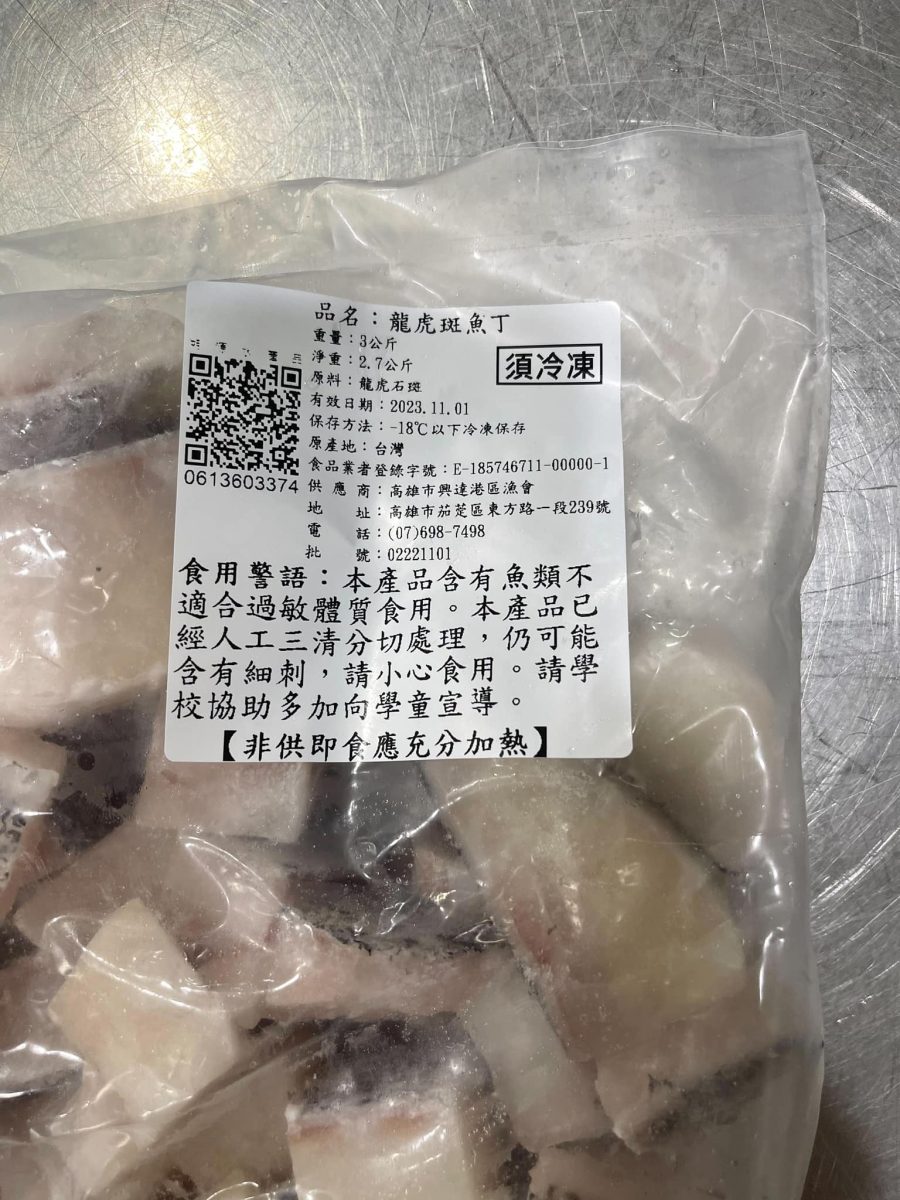 品名：龍虎斑魚丁
重量：3公斤
淨重：2.7公斤
須冷凍
原料：龍虎石斑
有效日期：2023.11.01
保存方法：-18℃以下冷凍保存
原產地：台灣
食品業者登錄字號：E-185746711-00000-1
0613603374
供應商：高雄市興達港區漁會
地址：高雄市茄萣區東方路一段239號
電話：(07)698-7498
批號：02221101
食用警語：本產品含有魚類不
適合過敏體質食用。本產品已
經人工三清分切處理，仍可能
含有細刺，請小心食用。請學
校協助多加向學童宣導。
【非供即食應充分加熱】